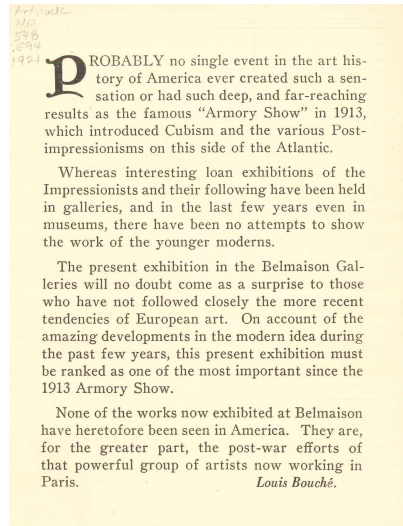 Art lock
ND
548
.E94
1921
PROBABLY no single event in the art his-
tory of America ever created such a sen-
sation or had such deep, and far-reaching
results as the famous “Armory Show” in 1913,
which introduced Cubism and the various Post-
impressionisms on this side of the Atlantic.
Whereas interesting loan exhibitions of the
Impressionists and their following have been held
in galleries, and in the last few years even in
museums, there have been no attempts to show
the work of the younger moderns.
The present exhibition in the Belmaison Gal-
leries will no doubt come as a surprise to those
who have not followed closely the more recent
tendencies of European art. On account of the
amazing developments in the modern idea during
the past few years, this present exhibition must
be ranked as one of the most important since the
1913 Armory Show.
None of the works now exhibited at Belmaison
have heretofore been seen in America. They are,
for the greater part, the post-war efforts of
that powerful group of artists now working in
Paris. Louis Bouché.